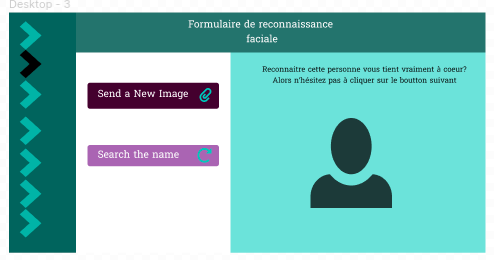 Desktop - 3
Formulaire de reconnaissance
faciale
Send a New Image
Search the name
Reconnaitre cette personne vous tient vraiment à coeur?
Alors n'hésitez pas à cliquer sur le boutton suivant